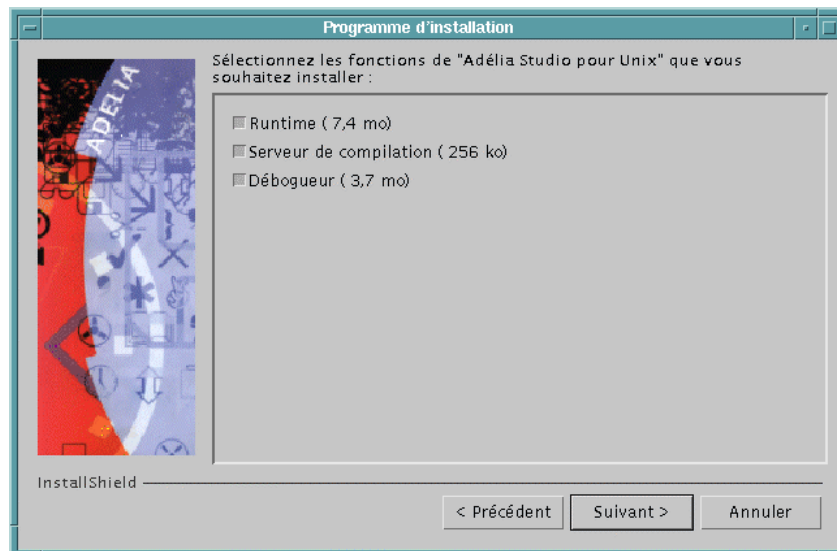 Programme d'installation
Sélectionnez les fonctions de "Adélia Studio pour Unix" que vous
souhaitez installer :
ADELIA
Runtime ( 7,4 mo)
Serveur de compilation ( 256 ko)
Débogueur ( 3,7 mo)
InstallShield
< Précédent
Suivant >
Annuler